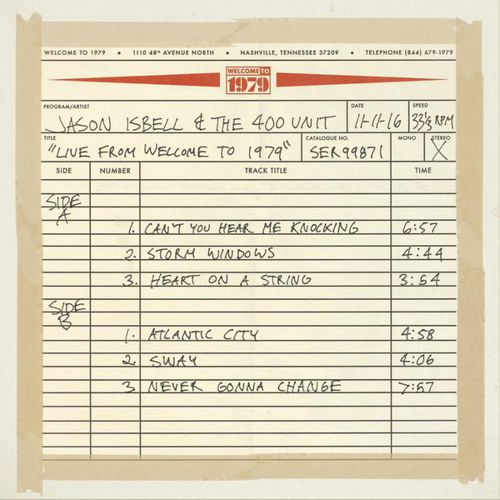 WELCOME TO 1979 • 1110 48th AVENUE NORTH • NASHVILLE, TENNESSEE 37209 • TELEPHONE (844) 679-1979
WELCOME TO
1979
PROGRAM/ARTIST DATE SPEED
JASON ISBELL & THE 400 UNIT 11-11-16 33⅓ RPM
TITLE CATALOGUE NO. MONO STEREO
"LIVE FROM WELCOME TO 1979" SER99871 X
SIDE NUMBER TRACK TITLE TIME
SIDE
A
1. CAN'T YOU HEAR ME KNOCKING 6:57
2. STORM WINDOWS 4:44
3. HEART ON A STRING 3:54
SIDE
B
1. ATLANTIC CITY 4:58
2. SWAY 4:06
3 NEVER GONNA CHANGE 7:57